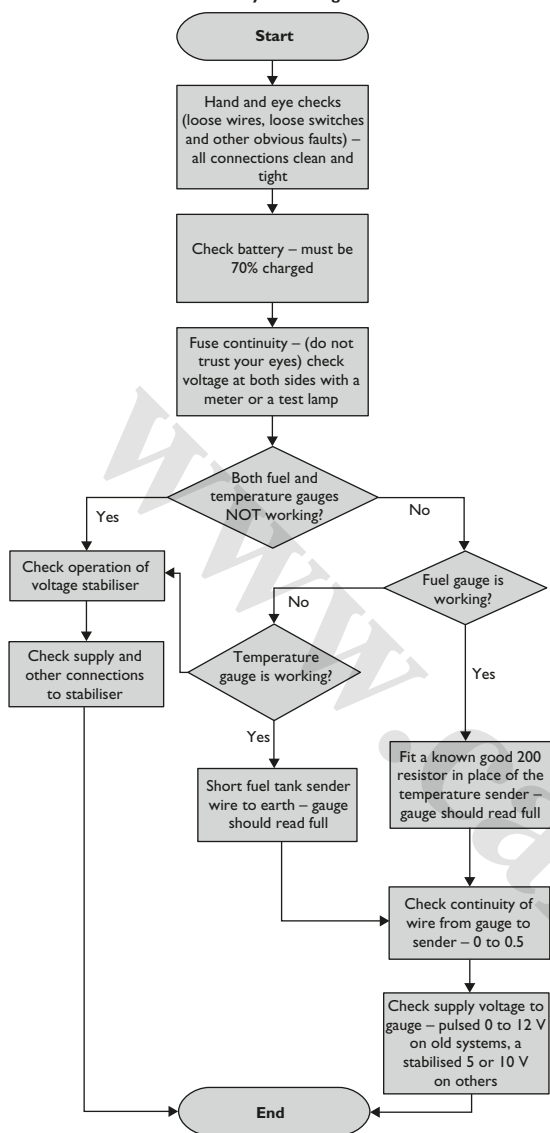 Start
Hand and eye checks
(loose wires, loose switches
and other obvious faults) –
all connections clean and
tight
Check battery – must be
70% charged
Fuse continuity – (do not
trust your eyes) check
voltage at both sides with a
meter or a test lamp
Both fuel and
temperature gauges
NOT working?
Yes
No
Check operation of
voltage stabiliser
Fuel gauge is
working?
No
Check supply and
other connections
to stabiliser
Temperature
gauge is working?
Yes
Yes
Short fuel tank sender
wire to earth – gauge
should read full
Fit a known good 200
resistor in place of the
temperature sender –
gauge should read full
Check continuity of
wire from gauge to
sender – 0 to 0.5
Check supply voltage to
gauge – pulsed 0 to 12 V
on old systems, a
stabilised 5 or 10 V
on others
End
www.ca